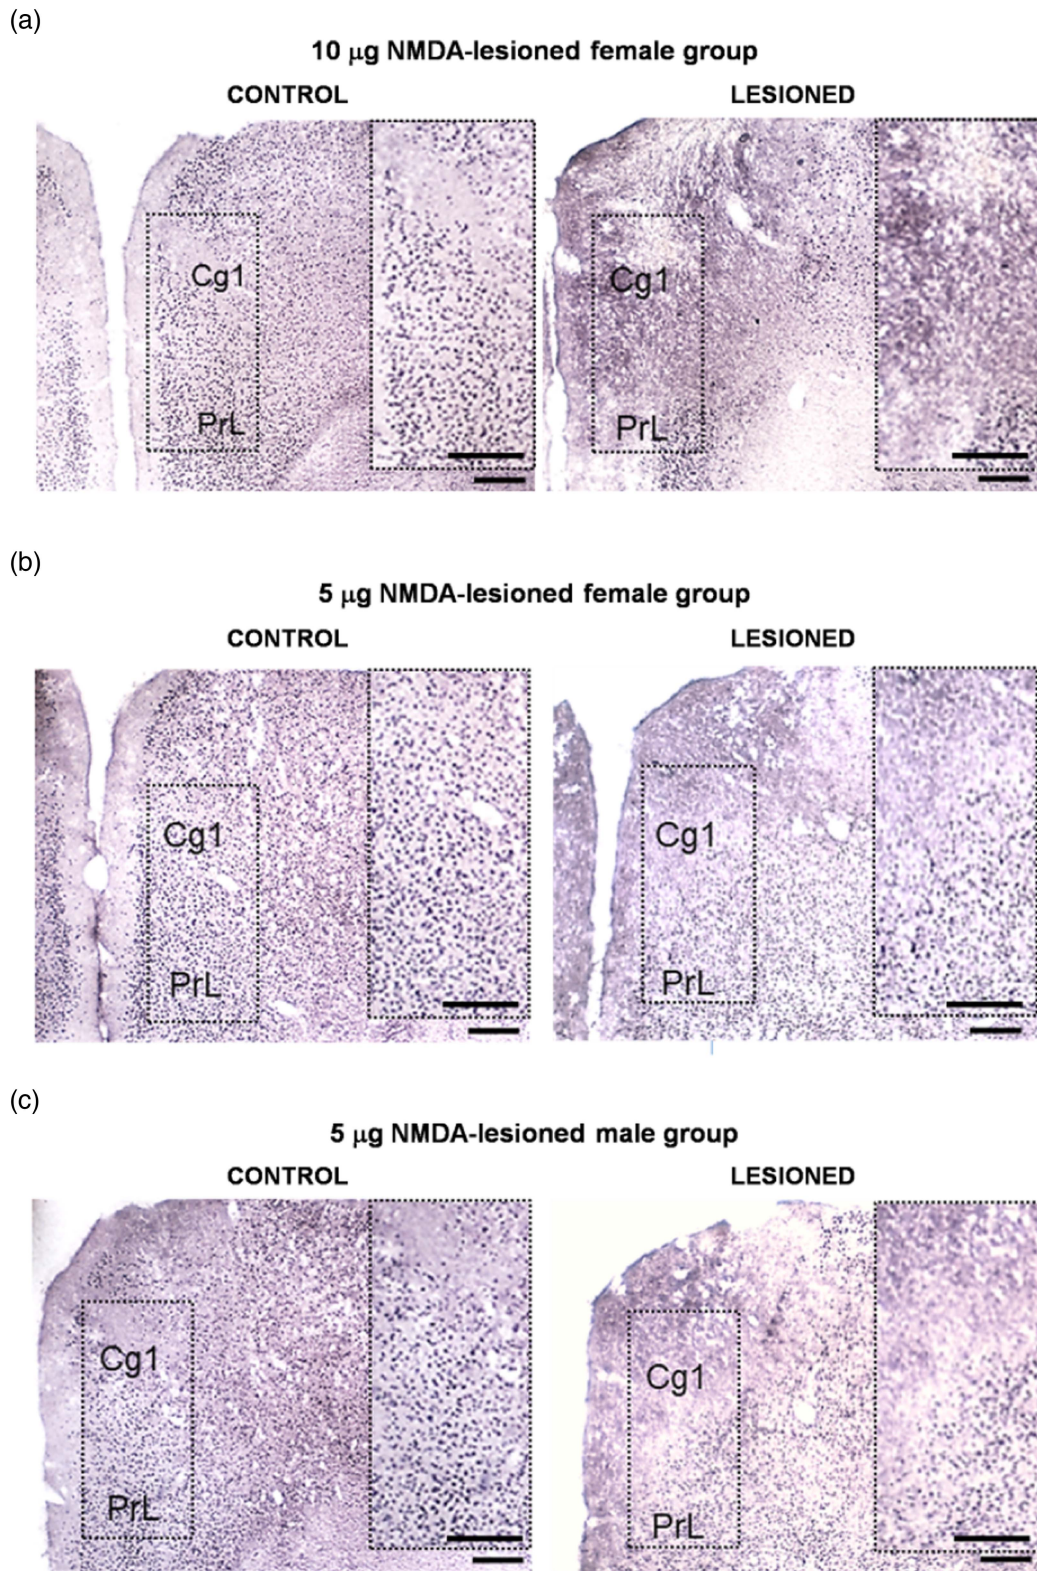 (a)
10 μg NMDA-lesioned female group
CONTROL
LESIONED
Cg1
PrL
Cg1
PrL
(b)
5 μg NMDA-lesioned female group
CONTROL
LESIONED
Cg1
PrL
Cg1
PrL
(c)
5 μg NMDA-lesioned male group
CONTROL
LESIONED
Cg1
PrL
Cg1
PrL